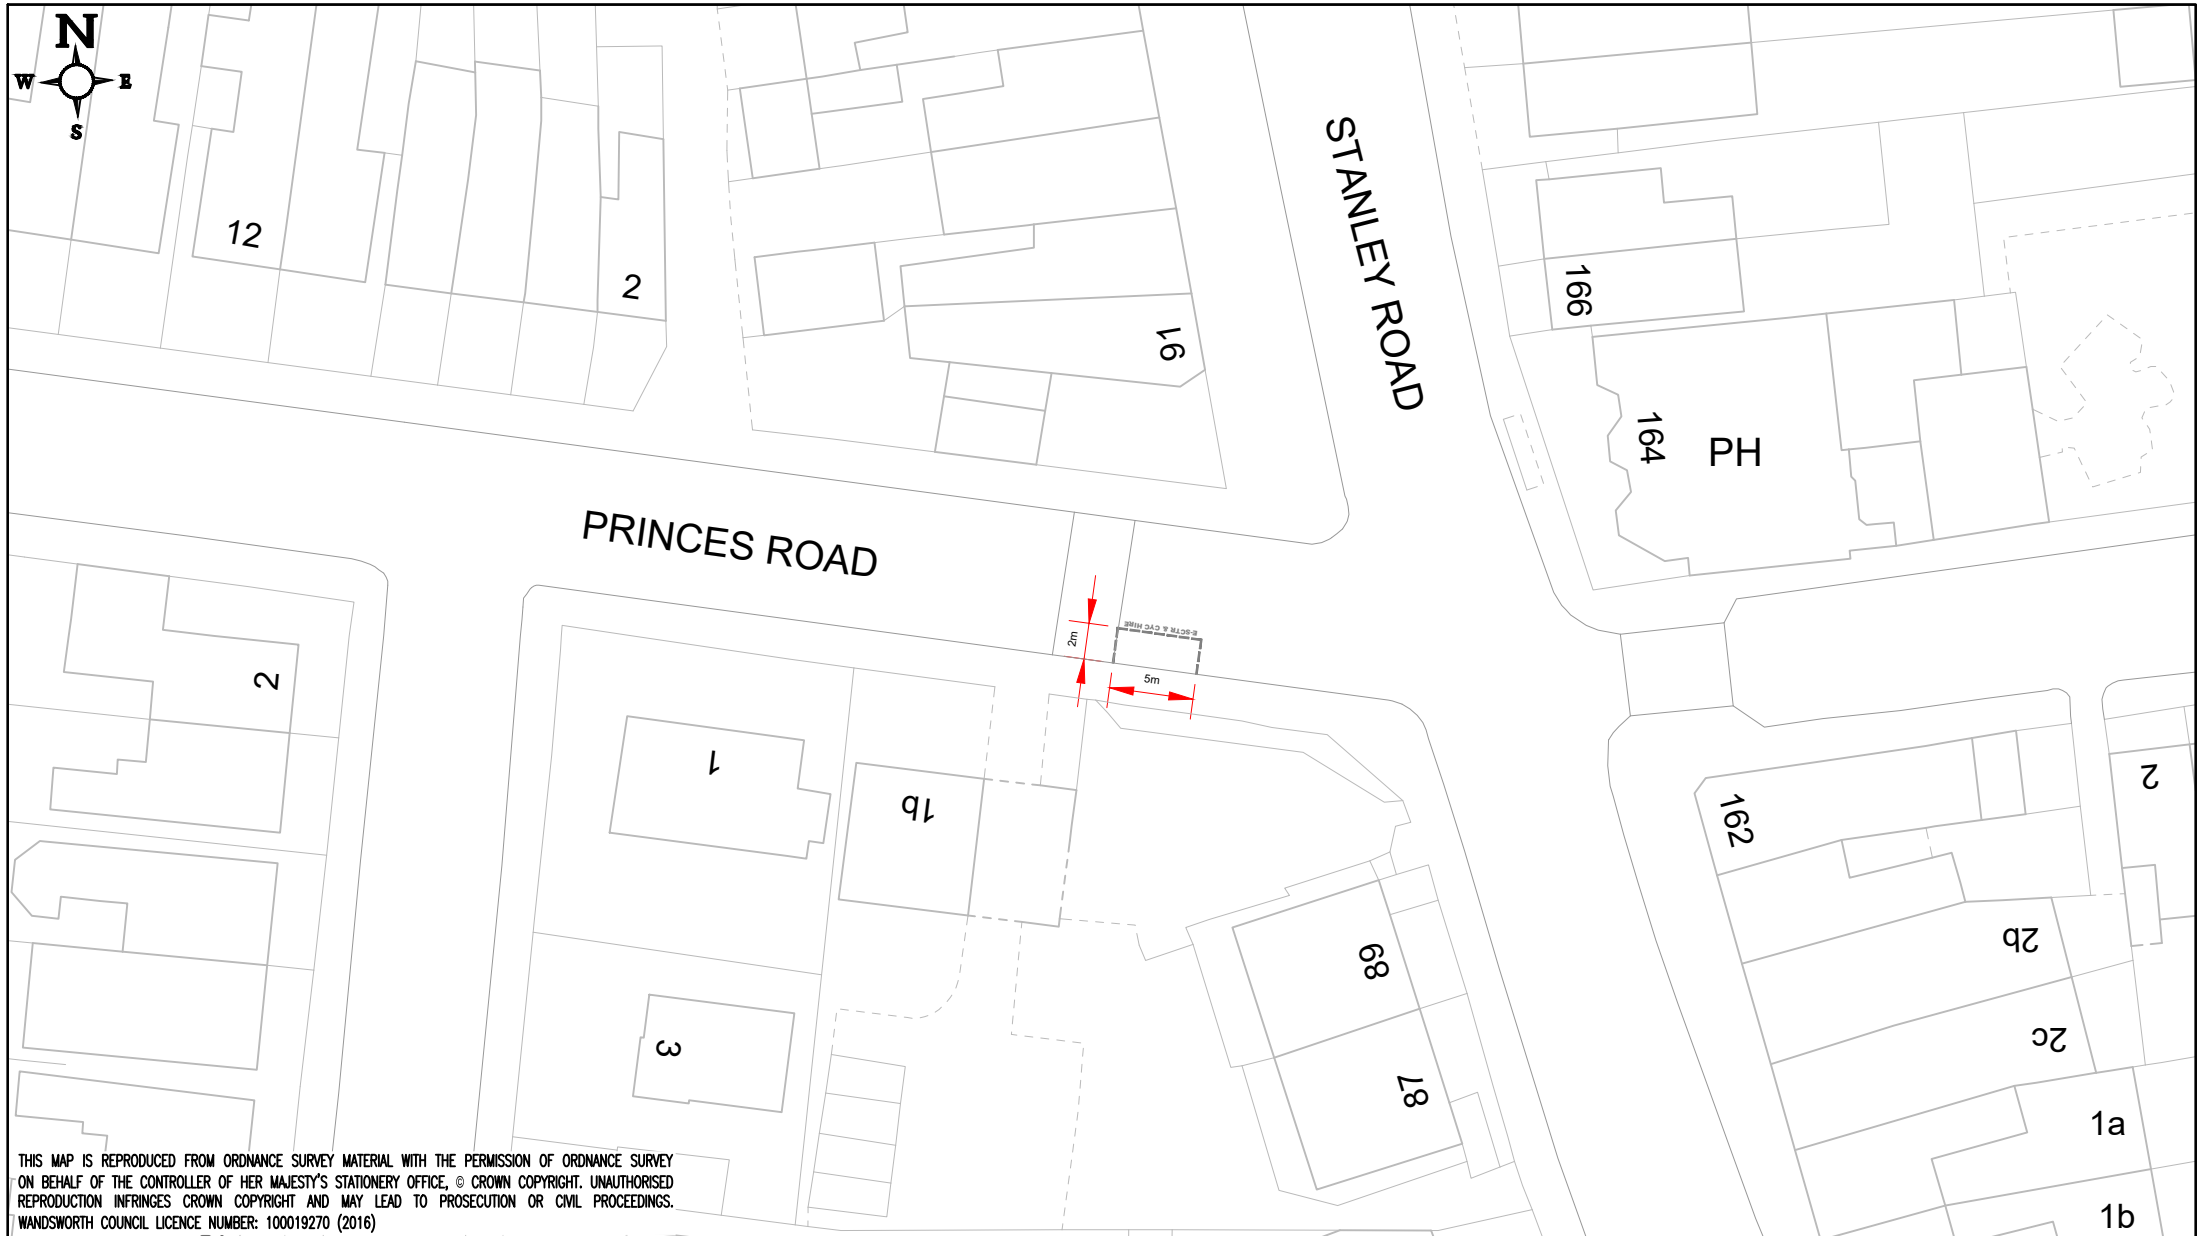 N
W E
S
12
2
91
STANLEY ROAD
166
164
PH
PRINCES ROAD
E-SCTR & CYC HIRE
2m
5m
2
1
1b
162
2
2b
2c
89
87
3
1a
1b
THIS MAP IS REPRODUCED FROM ORDNANCE SURVEY MATERIAL WITH THE PERMISSION OF ORDNANCE SURVEY
ON BEHALF OF THE CONTROLLER OF HER MAJESTY'S STATIONERY OFFICE, © CROWN COPYRIGHT. UNAUTHORISED
REPRODUCTION INFRINGES CROWN COPYRIGHT AND MAY LEAD TO PROSECUTION OR CIVIL PROCEEDINGS.
WANDSWORTH COUNCIL LICENCE NUMBER: 100019270 (2016)